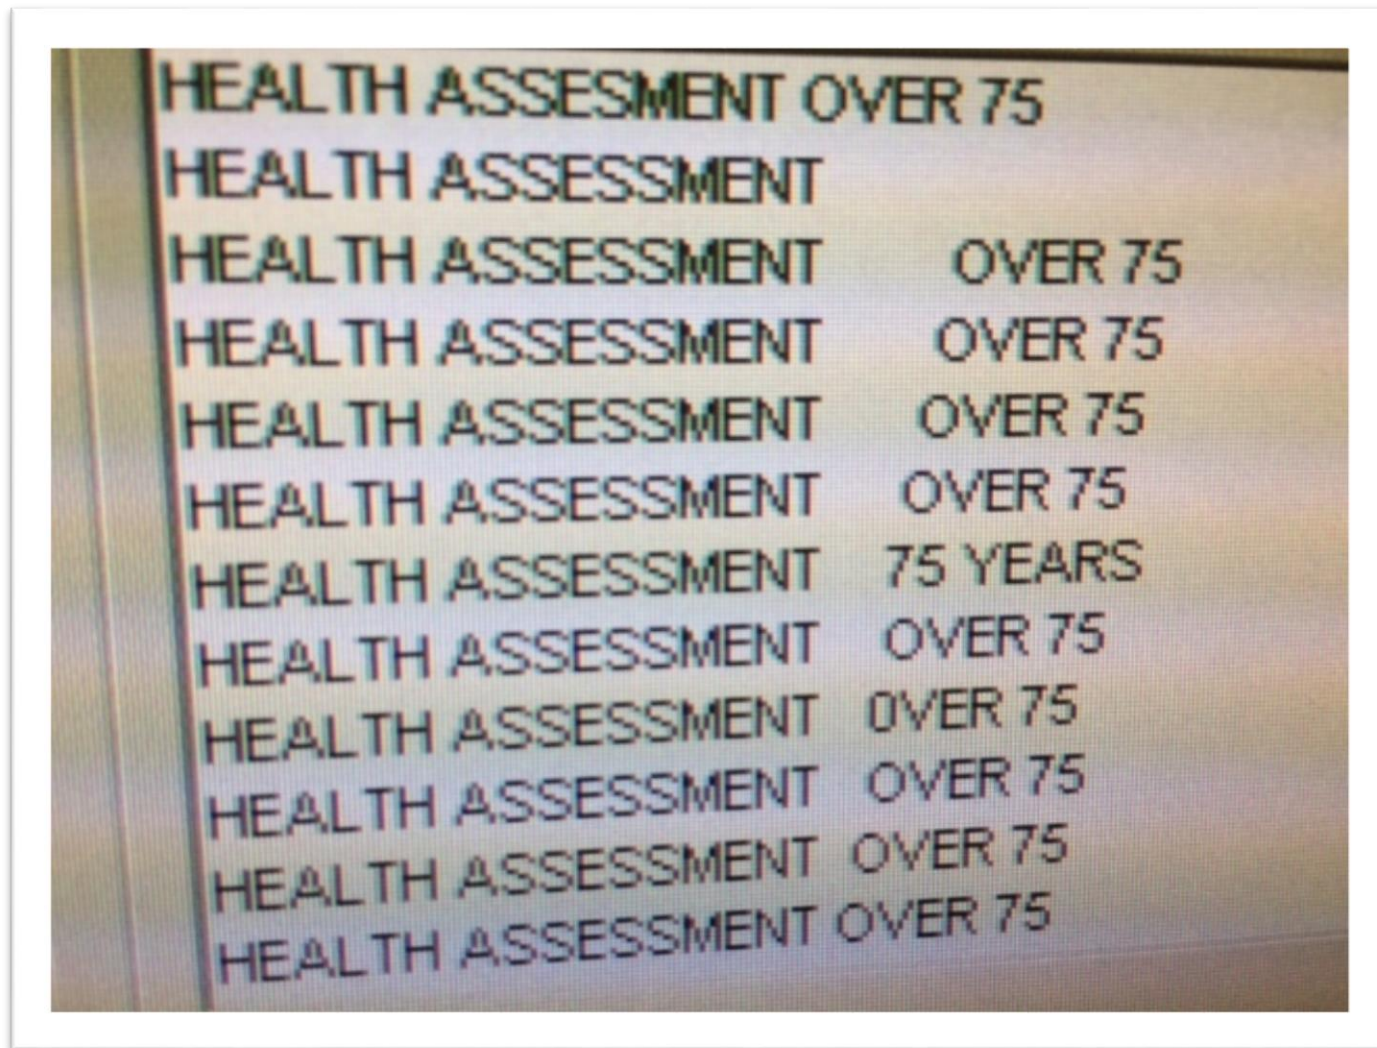 HEALTH ASSESMENT OVER 75
HEALTH ASSESSMENT
HEALTH ASSESSMENT       OVER 75
HEALTH ASSESSMENT      OVER 75
HEALTH ASSESSMENT     OVER 75
HEALTH ASSESSMENT    OVER 75
HEALTH ASSESSMENT   75 YEARS
HEALTH ASSESSMENT   OVER 75
HEALTH ASSESSMENT  0VER 75
HEALTH ASSESSMENT  OVER 75
HEALTH ASSESSMENT  OVER 75
HEALTH ASSESSMENT OVER 75